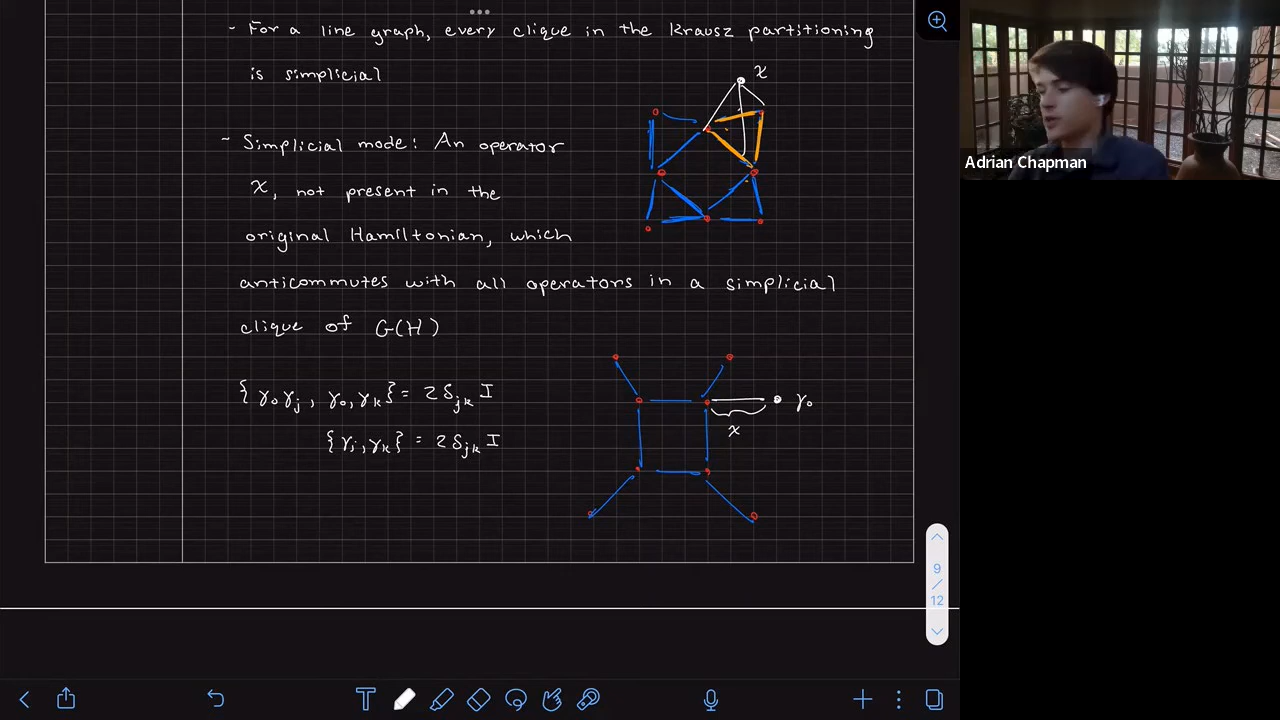 - For a line graph, every clique in the Krausz partitioning
is simplicial
χ
- Simplicial mode: An operator
χ, not present in the
original Hamiltonian, which
anticommutes with all operators in a simplicial
clique of G(H)
{γ₀γⱼ, γ₀,γₖ} = 2δⱼₖ I
γ₀
χ
{γⱼ,γₖ} = 2δⱼₖ I
Adrian Chapman
9
/
12
T